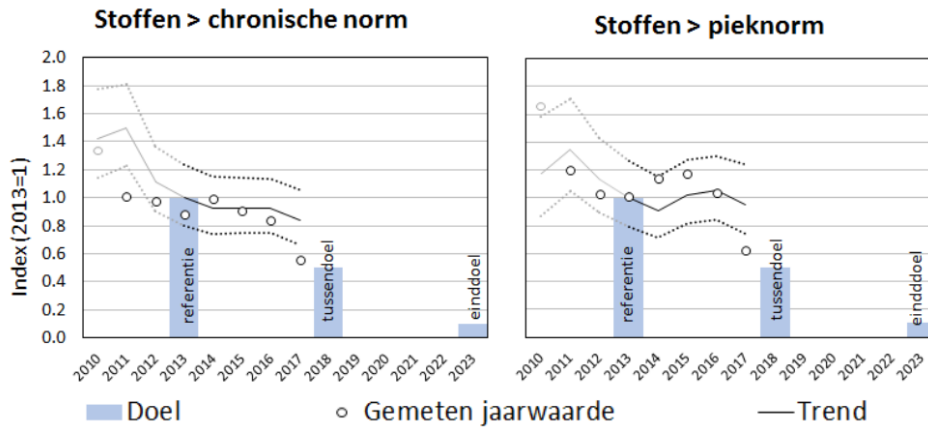 Stoffen > chronische norm
Stoffen > pieknorm
Index (2013=1)
2.0
1.8
1.6
1.4
1.2
1.0
0.8
0.6
0.4
0.2
0.0
referentie
tussendoel
einddoel
referentie
tussendoel
eindddoel
2010 2011 2012 2013 2014 2015 2016 2017 2018 2019 2020 2021 2022 2023
2010 2011 2012 2013 2014 2015 2016 2017 2018 2019 2020 2021 2022 2023
Doel
Gemeten jaarwaarde
Trend